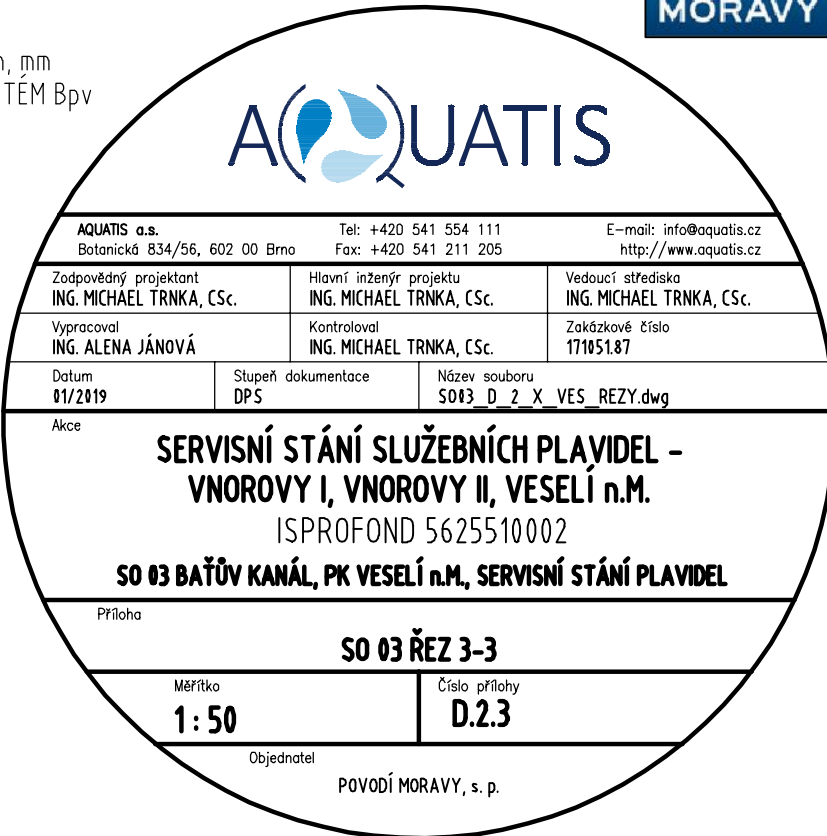 MORAVY
, mm
TÉM Bpv
AQUATIS
AQUATIS a.s.
Botanická 834/56, 602 00 Brno
Tel: +420 541 554 111
Fax: +420 541 211 205
E-mail: info@aquatis.cz
http://www.aquatis.cz
Zodpovědný projektant
ING. MICHAEL TRNKA, CSc.
Hlavní inženýr projektu
ING. MICHAEL TRNKA, CSc.
Vedoucí střediska
ING. MICHAEL TRNKA, CSc.
Vypracoval
ING. ALENA JÁNOVÁ
Kontroloval
ING. MICHAEL TRNKA, CSc.
Zakázkové číslo
171051.87
Datum
01/2019
Stupeň dokumentace
DPS
Název souboru
SO03_D_2_X_VES_REZY.dwg
Akce
SERVISNÍ STÁNÍ SLUŽEBNÍCH PLAVIDEL -
VNOROVY I, VNOROVY II, VESELÍ n.M.
ISPROFOND 5625510002
SO 03 BAŤŮV KANÁL, PK VESELÍ n.M., SERVISNÍ STÁNÍ PLAVIDEL
Příloha
SO 03 ŘEZ 3-3
Měřítko
1 : 50
Číslo přílohy
D.2.3
Objednatel
POVODÍ MORAVY, s. p.